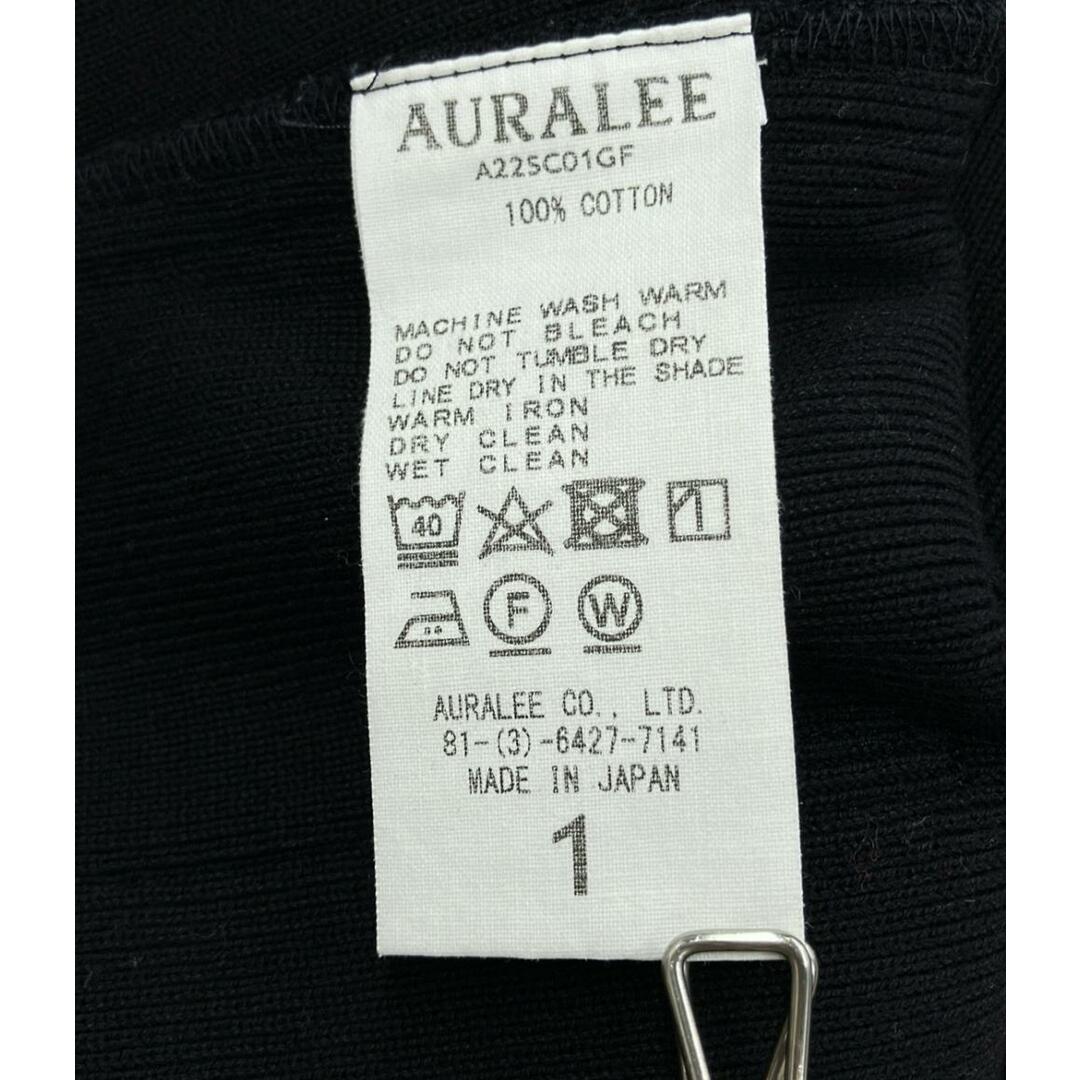 AURALEE
A22SC01GF
100% COTTON
MACHINE WASH WARM
DO NOT BLEACH
DO NOT TUMBLE DRY
LINE DRY IN THE SHADE
WARM IRON
DRY CLEAN
WET CLEAN
40
F W
AURALEE CO., LTD.
81-(3)-6427-7141
MADE IN JAPAN
1